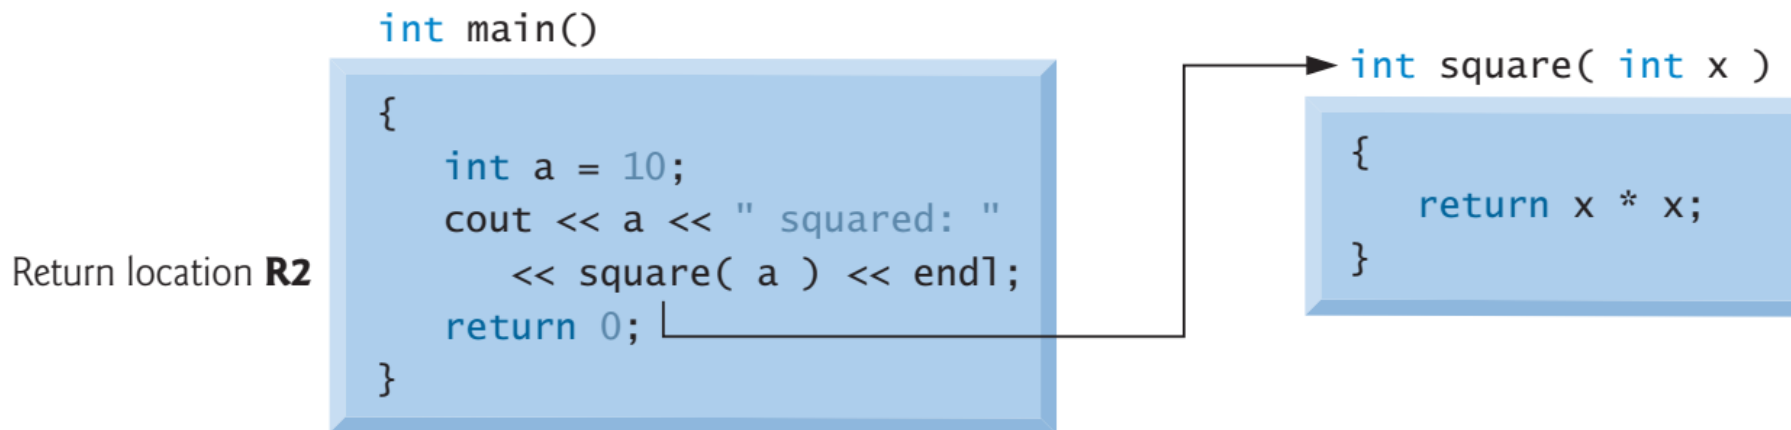 int main()
{
int a = 10;
cout << a << " squared: "
Return location R2
<< square( a ) << endl;
return 0;
}
int square( int x )
{
return x * x;
}